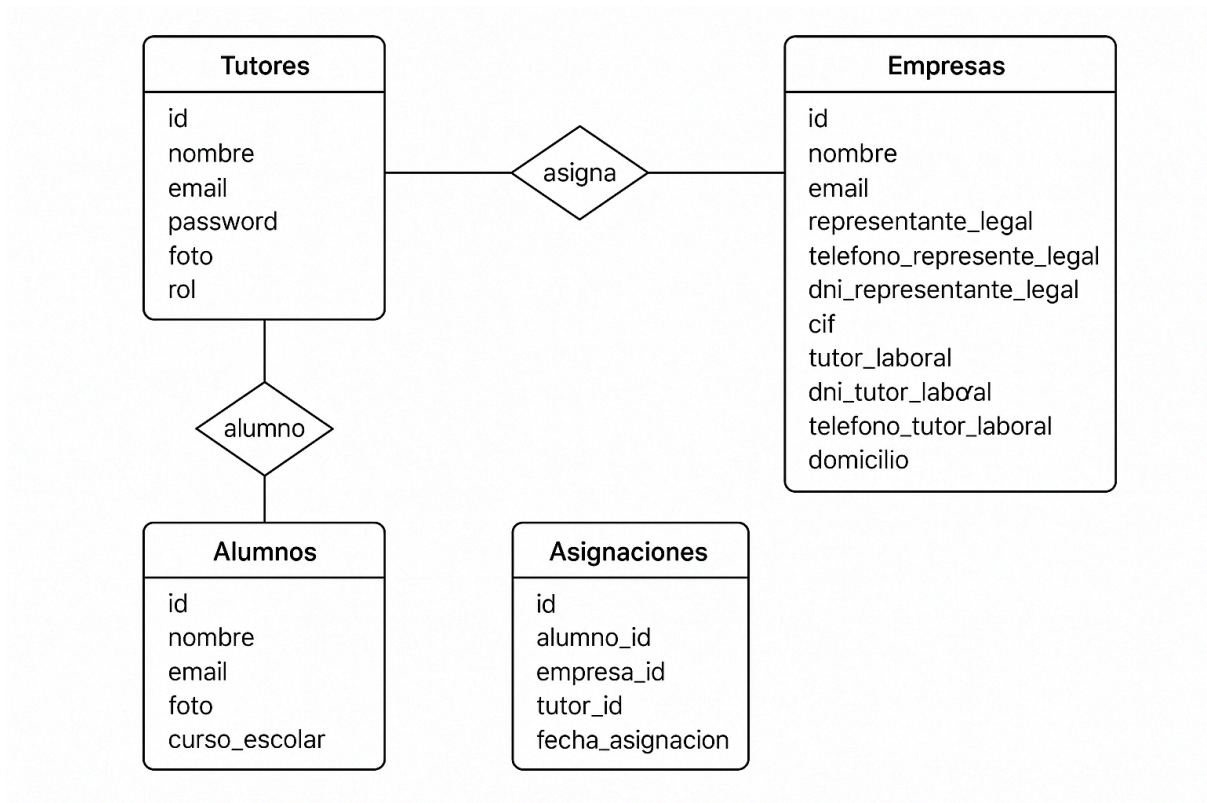 Tutores
id
nombre
email
password
foto
rol
asigna
Empresas
id
nombre
email
representante_legal
telefono_represente_legal
dni_representante_legal
cif
tutor_laboral
dni_tutor_laboral
telefono_tutor_laboral
domicilio
alumno
Alumnos
id
nombre
email
foto
curso_escolar
Asignaciones
id
alumno_id
empresa_id
tutor_id
fecha_asignacion